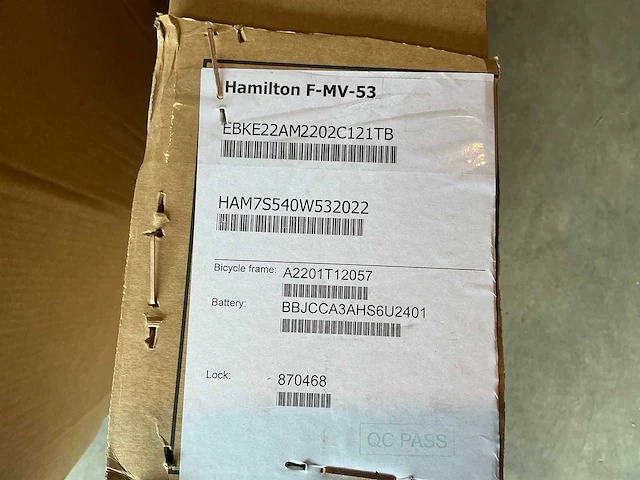 Hamilton F-MV-53
EBKE22AM2202C121TB
HAM7S540W532022
Bicycle frame: A2201T12057
Battery: BBJCCA3AHS6U2401
Lock: 870468
QC PASS